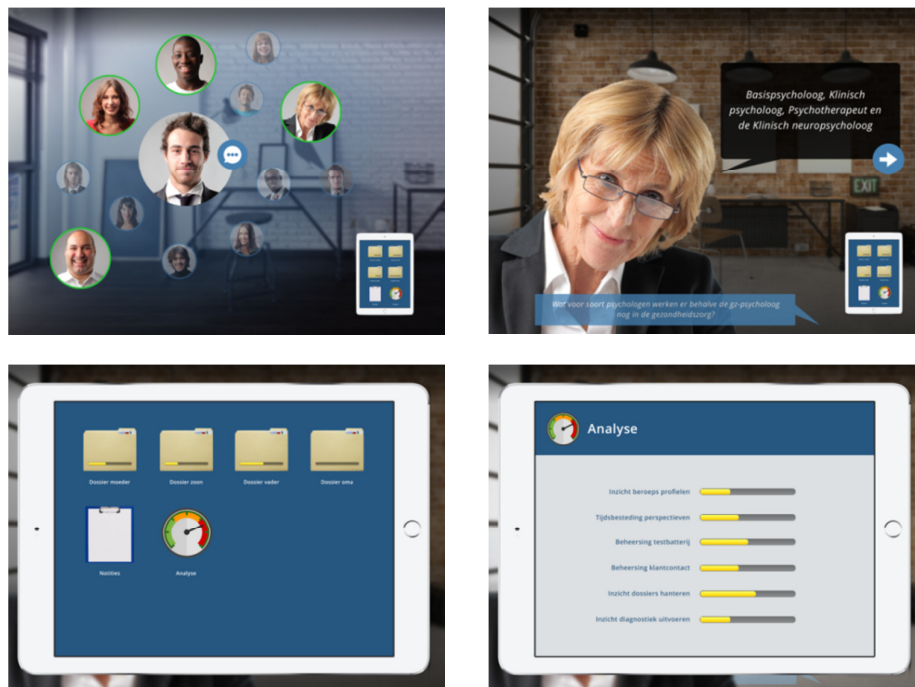 Basispsycholoog, Klinisch
psycholoog, Psychotherapeut en
de Klinisch neuropsycholoog
EXIT
Wat voor soort psychologen werken er behalve de gz-psycholoog
nog in de gezondheidszorg?
Dossier moeder
Dossier zoon
Dossier vader
Dossier oma
Notities
Analyse
Analyse
Inzicht beroeps profielen
Tijdsbesteding perspectieven
Beheersing testbatterij
Beheersing klantcontact
Inzicht dossiers hanteren
Inzicht diagnostiek uitvoeren